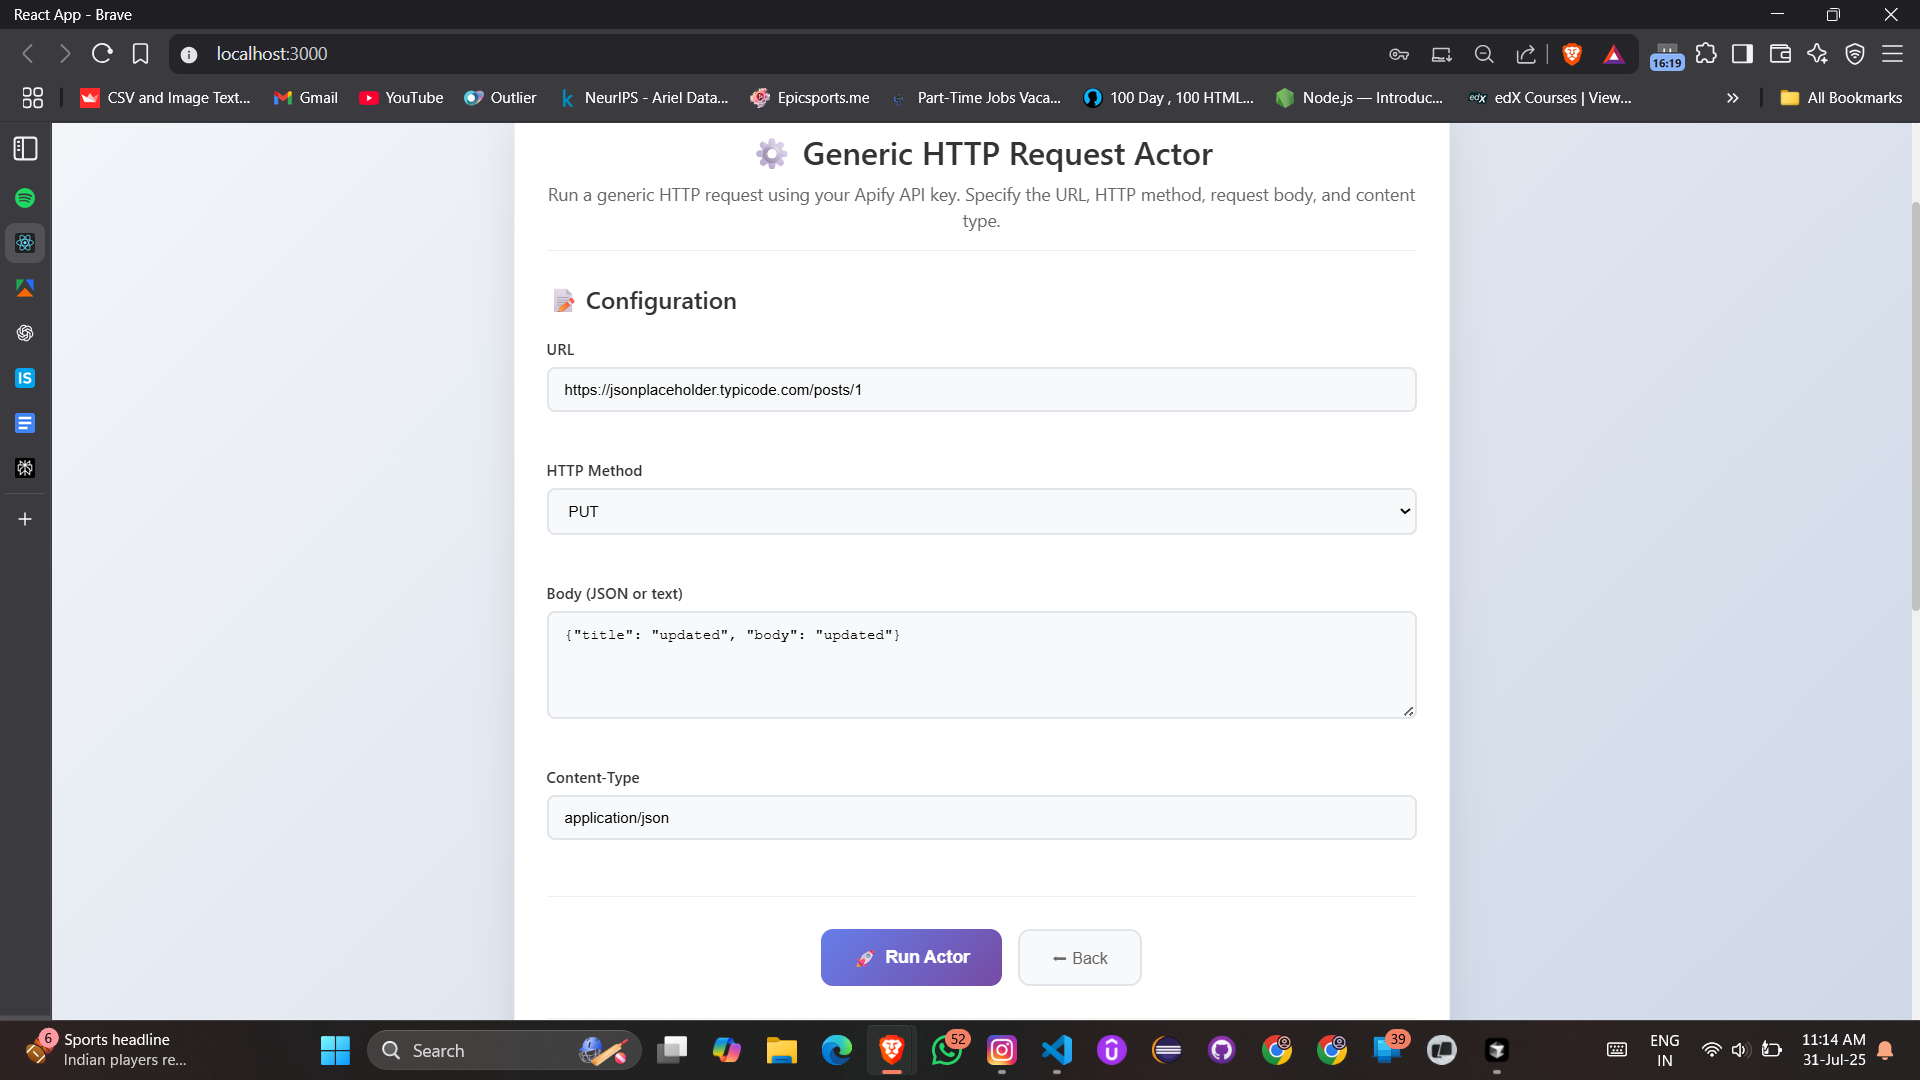 React App - Brave
localhost:3000
16:19
CSV and Image Text...
Gmail
YouTube
Outlier
NeurIPS - Ariel Data...
Epicsports.me
Part-Time Jobs Vaca...
100 Day , 100 HTML...
Node.js — Introduc...
edX Courses | View...
All Bookmarks
IS
Generic HTTP Request Actor
Run a generic HTTP request using your Apify API key. Specify the URL, HTTP method, request body, and content
type.
Configuration
URL
https://jsonplaceholder.typicode.com/posts/1
HTTP Method
PUT
Body (JSON or text)
{"title": "updated", "body": "updated"}
Content-Type
application/json
Run Actor
Back
6
Sports headline
Indian players re...
Search
52
39
ENG
IN
11:14 AM
31-Jul-25